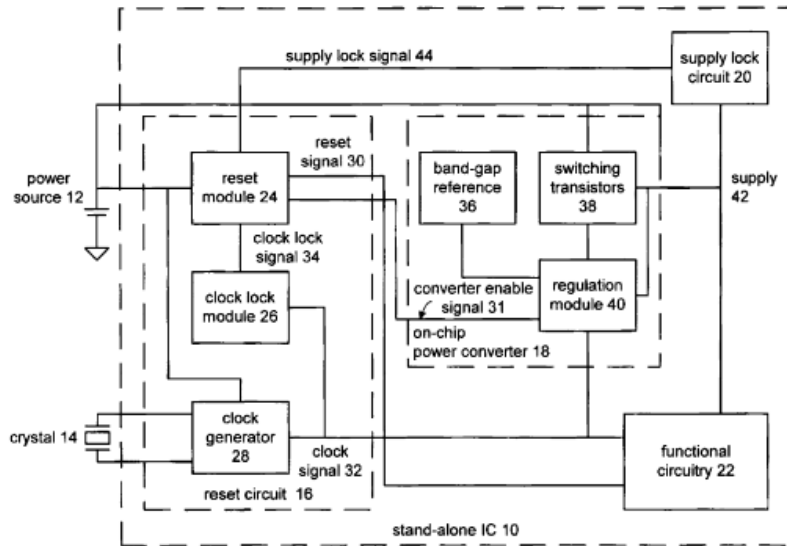 supply lock signal 44
supply lock
circuit 20
reset
signal 30
power
source 12
reset
module 24
band-gap
reference
36
switching
transistors
38
supply
42
clock lock
signal 34
clock lock
module 26
converter enable
signal 31
regulation
module 40
on-chip
power converter 18
crystal 14
clock
generator
28
clock
signal 32
functional
circuitry 22
reset circuit 16
stand-alone IC 10